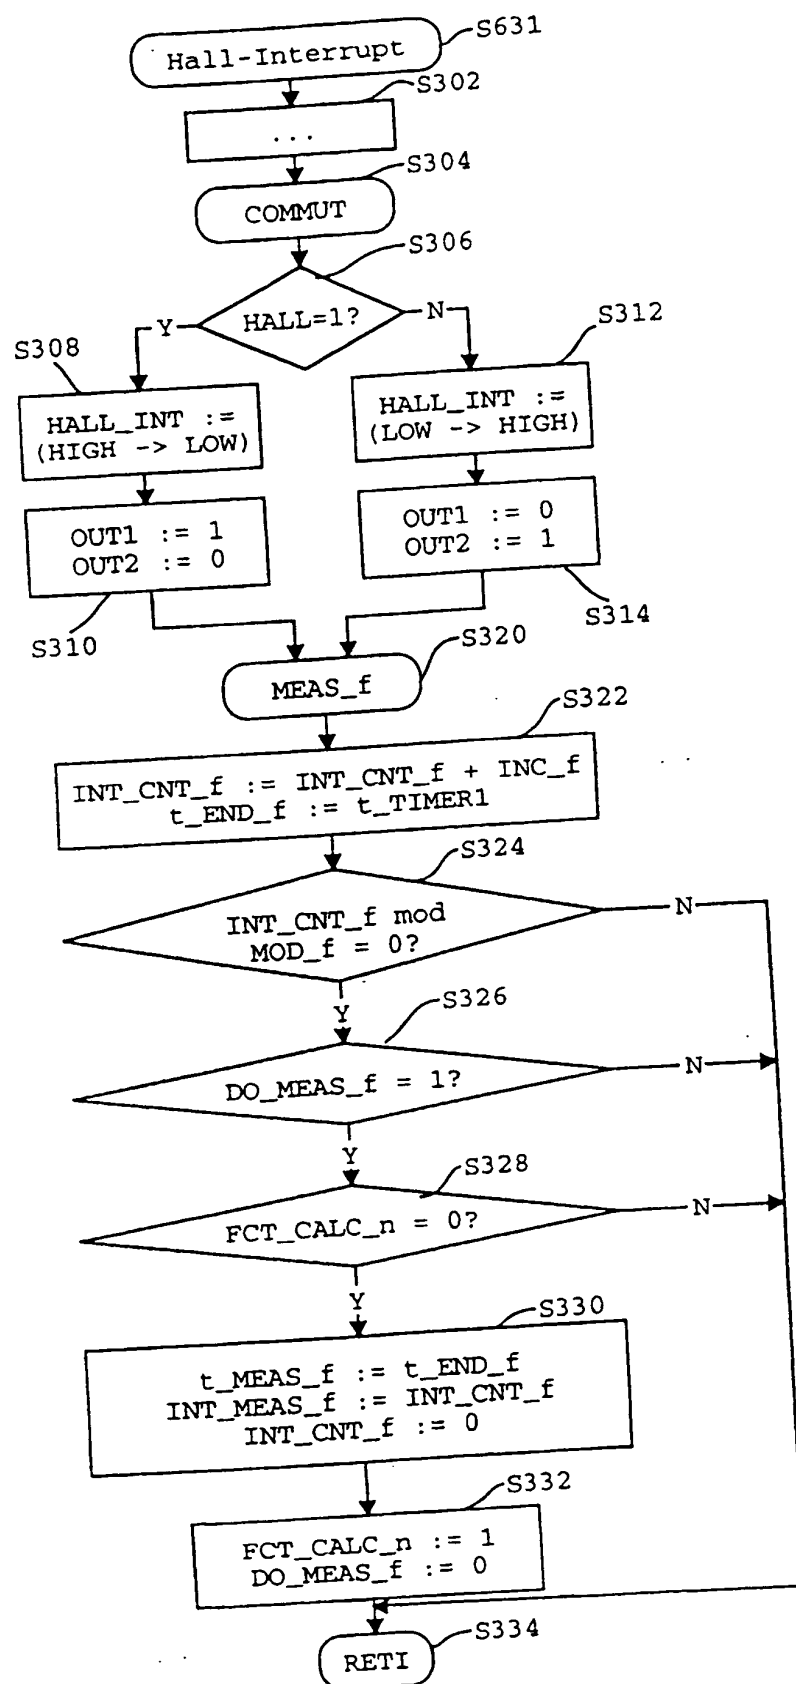 S631
Hall-Interrupt
S302
...
S304
COMMUT
S306
HALL=1?
Y
N
S308
HALL_INT :=
(HIGH -> LOW)
S312
HALL_INT :=
(LOW -> HIGH)
OUT1 := 1
OUT2 := 0
S310
OUT1 := 0
OUT2 := 1
S314
S320
MEAS_f
S322
INT_CNT_f := INT_CNT_f + INC_f
t_END_f := t_TIMER1
S324
INT_CNT_f mod
MOD_f = 0?
N
Y
S326
DO_MEAS_f = 1?
N
Y
S328
FCT_CALC_n = 0?
N
Y
S330
t_MEAS_f := t_END_f
INT_MEAS_f := INT_CNT_f
INT_CNT_f := 0
S332
FCT_CALC_n := 1
DO_MEAS_f := 0
S334
RETI